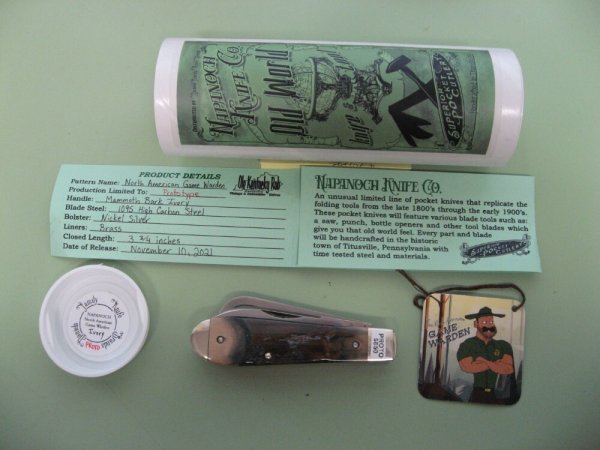 NAPANOCH
KNIFE CO.
Old World
SUPERIOR
POCKET
CUTLERY
PRODUCT DETAILS
Pattern Name: North American Game Warden
Production Limited To: Prototype
Handle: Mammoth Bark Ivory
Blade Steel: 1095 High Carbon Steel
Bolster: Nickel Silver
Liners: Brass
Closed Length: 3 3/4 inches
Date of Release: November 10, 2021
NAPANOCH KNIFE CO.
An unusual limited line of pocket knives that replicate the
folding tools from the late 1800's through the early 1900's.
These pocket knives will feature various blade tools such as:
a saw, punch, bottle openers and other tool blades which
give you that old world feel. Every part and blade
will be handcrafted in the historic
town of Titusville, Pennsylvania with
time tested steel and materials.
NAPANOCH
North American
Game Warden
Ivory
PROTO
PROTO
GAME
WARDEN